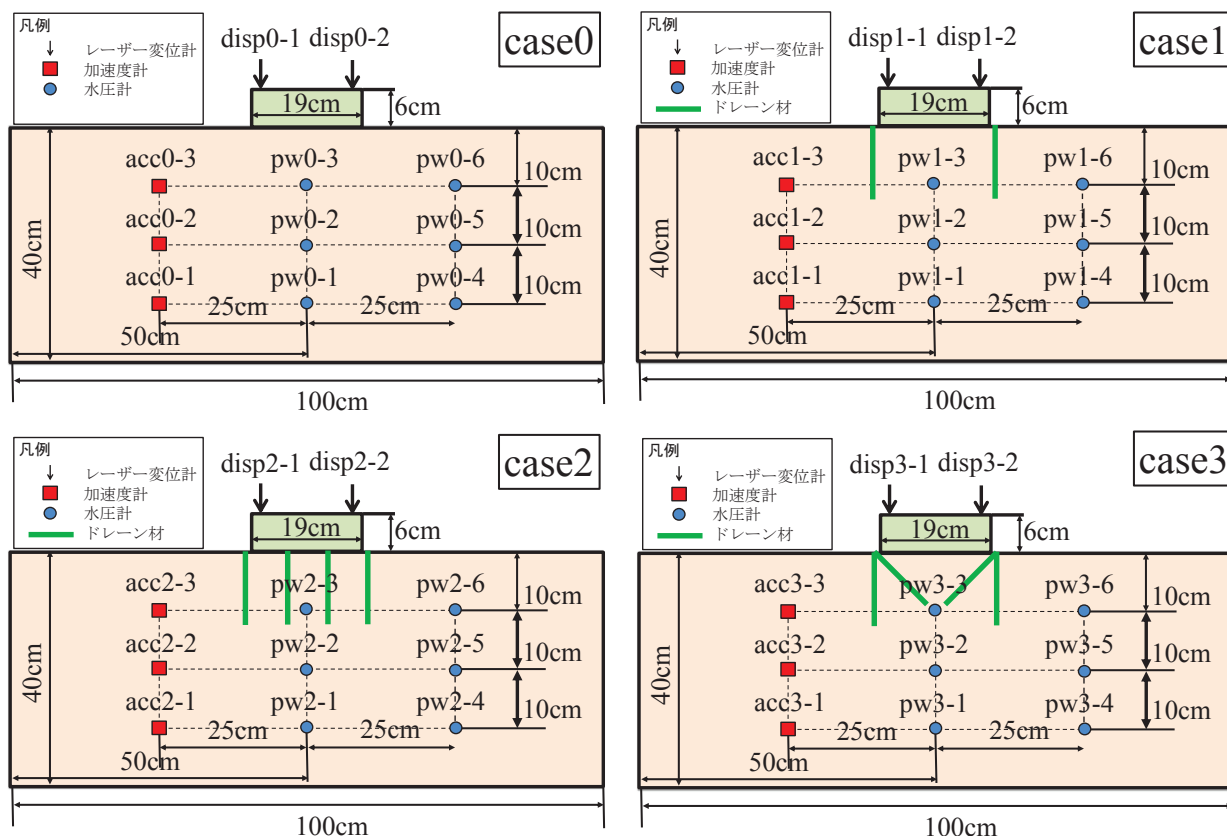 凡例
レーザー変位計
加速度計
水圧計
disp0-1 disp0-2
case0
19cm
6cm
acc0-3 pw0-3 pw0-6
10cm
acc0-2 pw0-2 pw0-5
10cm
40cm
acc0-1 pw0-1 pw0-4
10cm
25cm 25cm
50cm
100cm
凡例
レーザー変位計
加速度計
水圧計
ドレーン材
disp1-1 disp1-2
case1
19cm
6cm
acc1-3 pw1-3 pw1-6
10cm
acc1-2 pw1-2 pw1-5
10cm
40cm
acc1-1 pw1-1 pw1-4
10cm
25cm 25cm
50cm
100cm
凡例
レーザー変位計
加速度計
水圧計
ドレーン材
disp2-1 disp2-2
case2
19cm
6cm
acc2-3 pw2-3 pw2-6
10cm
acc2-2 pw2-2 pw2-5
10cm
40cm
acc2-1 pw2-1 pw2-4
10cm
25cm 25cm
50cm
100cm
凡例
レーザー変位計
加速度計
水圧計
ドレーン材
disp3-1 disp3-2
case3
19cm
6cm
acc3-3 pw3-3 pw3-6
10cm
acc3-2 pw3-2 pw3-5
10cm
40cm
acc3-1 pw3-1 pw3-4
10cm
25cm 25cm
50cm
100cm